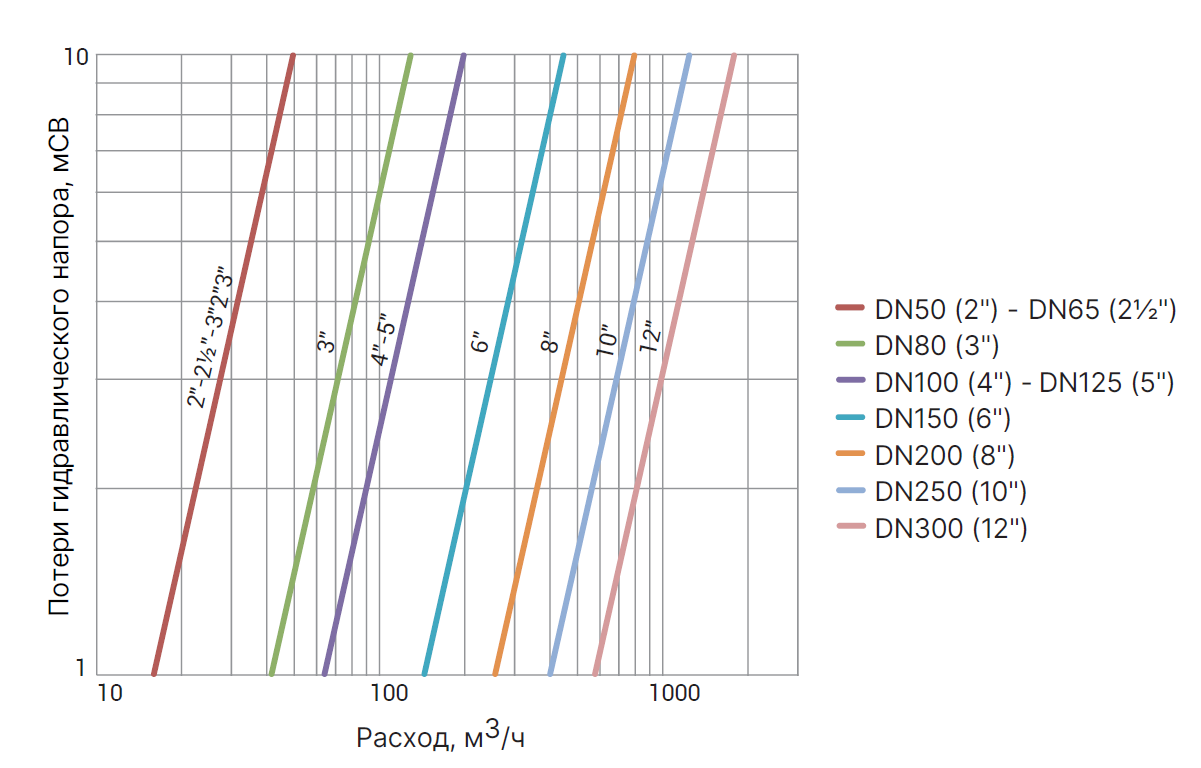 10
Потери гидравлического напора, мСВ
2"-2½"-3"2"3"
3"
4"-5"
6"
8"
10"
12"
1
10
100
1000
Расход, м³/ч
DN50 (2") - DN65 (2½")
DN80 (3")
DN100 (4") - DN125 (5")
DN150 (6")
DN200 (8")
DN250 (10")
DN300 (12")